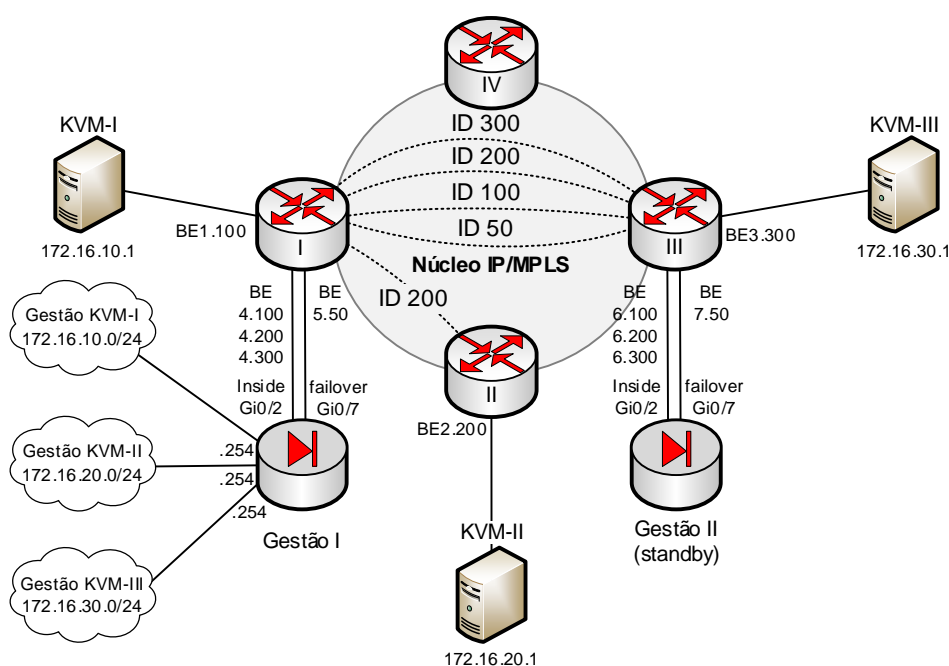 IV
KVM-I
KVM-III
ID 300
ID 200
ID 100
ID 50
I
III
BE1.100
BE3.300
172.16.10.1
172.16.30.1
Núcleo IP/MPLS
ID 200
BE
4.100
4.200
4.300
BE
5.50
BE
6.100
6.200
6.300
BE
7.50
Gestão KVM-I
172.16.10.0/24
Inside
Gi0/2
failover
Gi0/7
II
BE2.200
Inside
Gi0/2
failover
Gi0/7
Gestão KVM-II
172.16.20.0/24
.254
.254
.254
Gestão I
Gestão II
(standby)
KVM-II
Gestão KVM-III
172.16.30.0/24
172.16.20.1